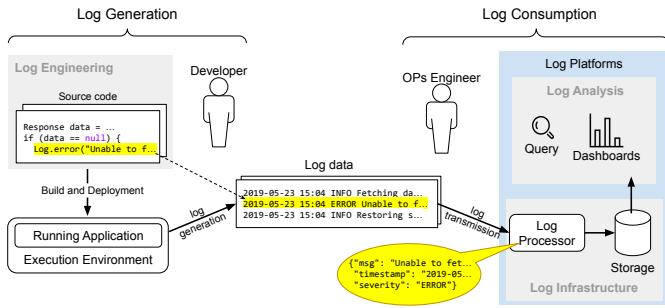 Log Generation
Log Consumption
Log Engineering
Developer
OPs Engineer
Log Platforms
Source code
Log Analysis
Response data = …
if (data == null) {
Log.error("Unable to f…
Query
Dashboards
Log data
Build and Deployment
2019-05-23 15:04 INFO Fetching da…
2019-05-23 15:04 ERROR Unable to f…
2019-05-23 15:04 INFO Restoring s…
log
generation
log
transmission
Running Application
Execution Environment
Log
Processor
{"msg": "Unable to fet…
"timestamp": "2019-05…
"severity": "ERROR"}
Storage
Log Infrastructure